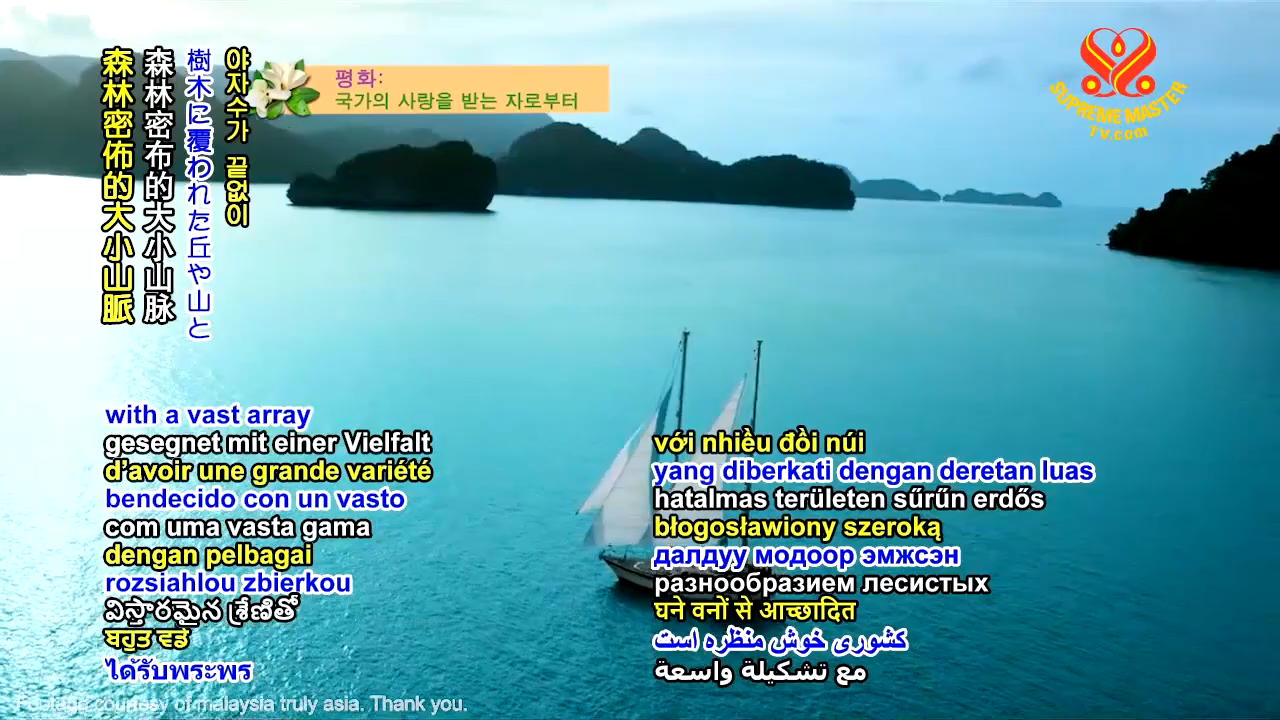 森林密佈的大小山脈
森林密布的大小山脉
樹木に覆われた丘や山と
야자수가 끝없이
평화:
국가의 사랑을 받는 자로부터
SUPREME MASTER
TV.com
with a vast array
gesegnet mit einer Vielfalt
d'avoir une grande variété
bendecido con un vasto
com uma vasta gama
dengan pelbagai
rozsiahlou zbierkou
విస్తారమైన శ్రేణితో
ਬਹੁਤ ਵਡੇ
ได้รับพระพร
với nhiều đồi núi
yang diberkati dengan deretan luas
hatalmas területen sűrűn erdős
błogosławiony szeroką
далдуу модоор эмжсэн
разнообразием лесистых
घने वनों से आच्छादित
کشوری خوش منظره است
مع تشكيلة واسعة
Footage courtesy of malaysia truly asia. Thank you.